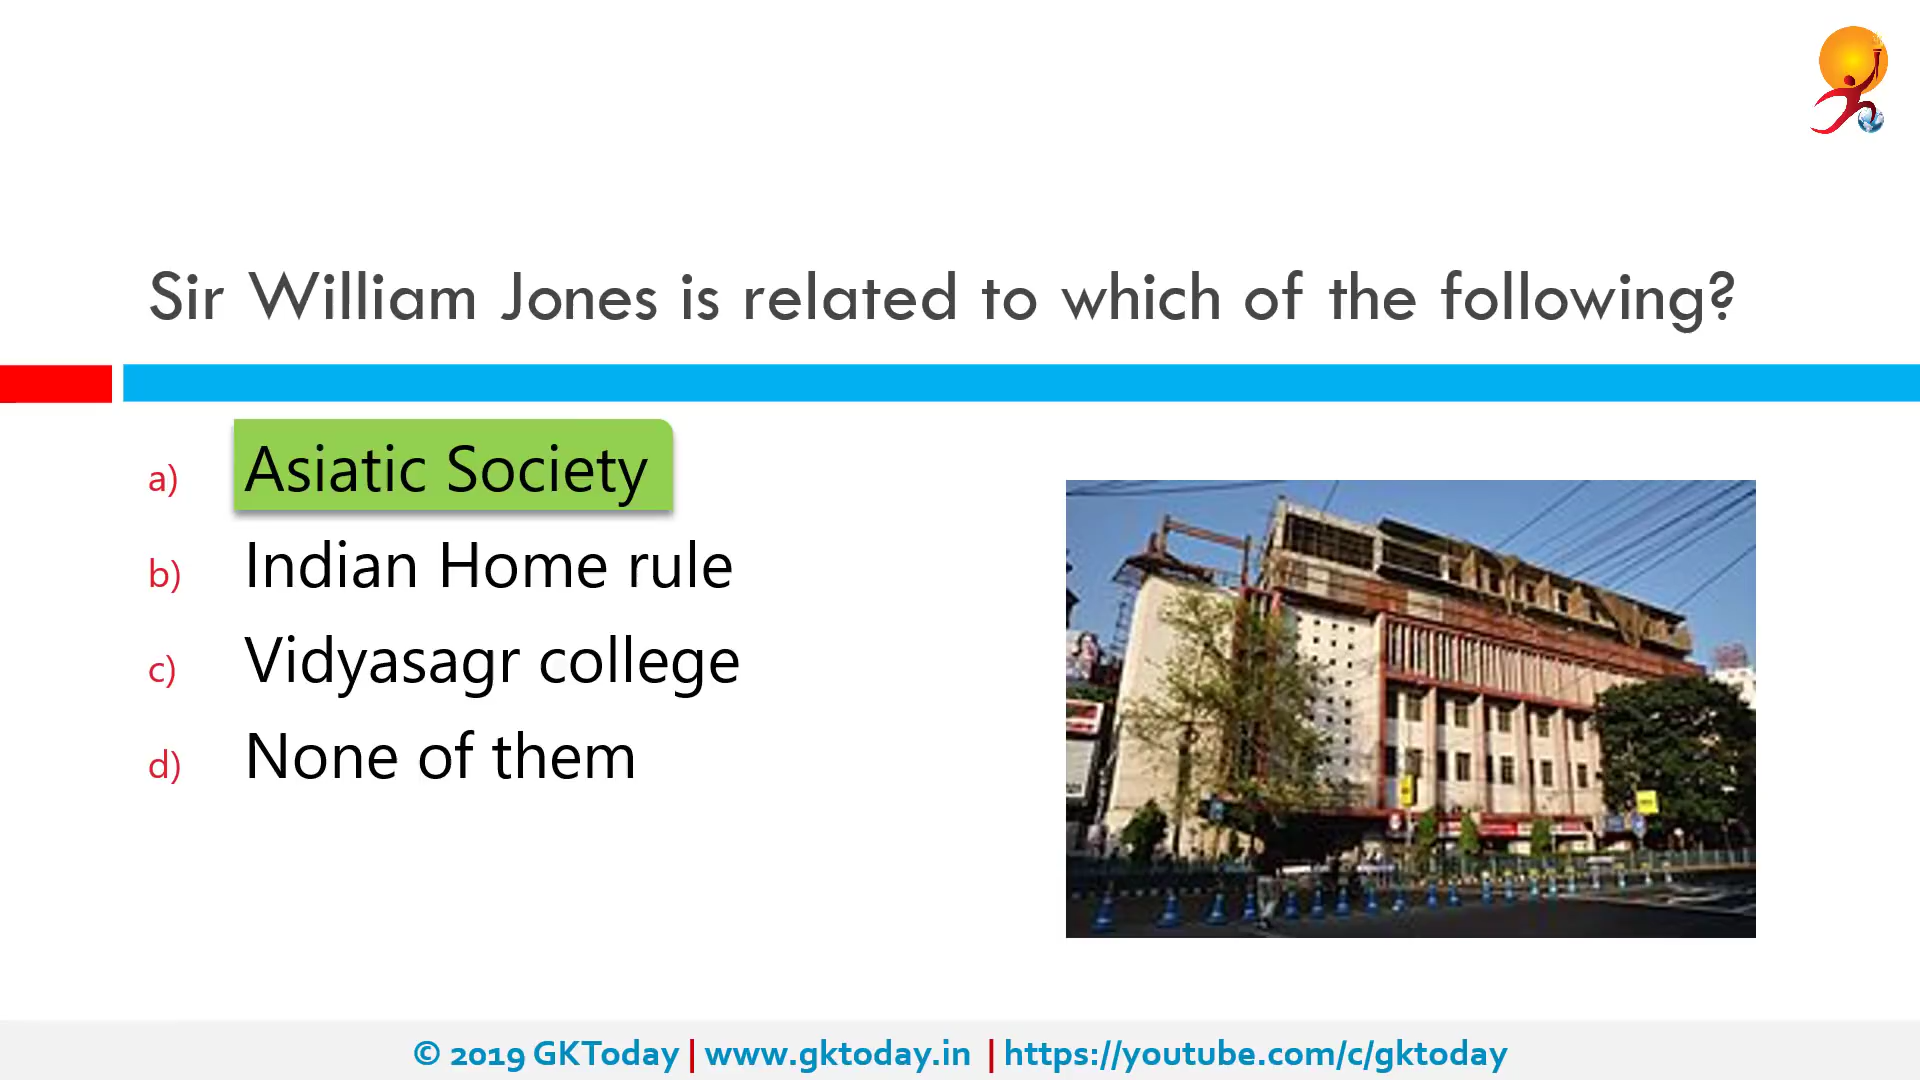 Sir William Jones is related to which of the following?
a) Asiatic Society
b) Indian Home rule
c) Vidyasagr college
d) None of them
© 2019 GKToday | www.gktoday.in | https://youtube.com/c/gktoday